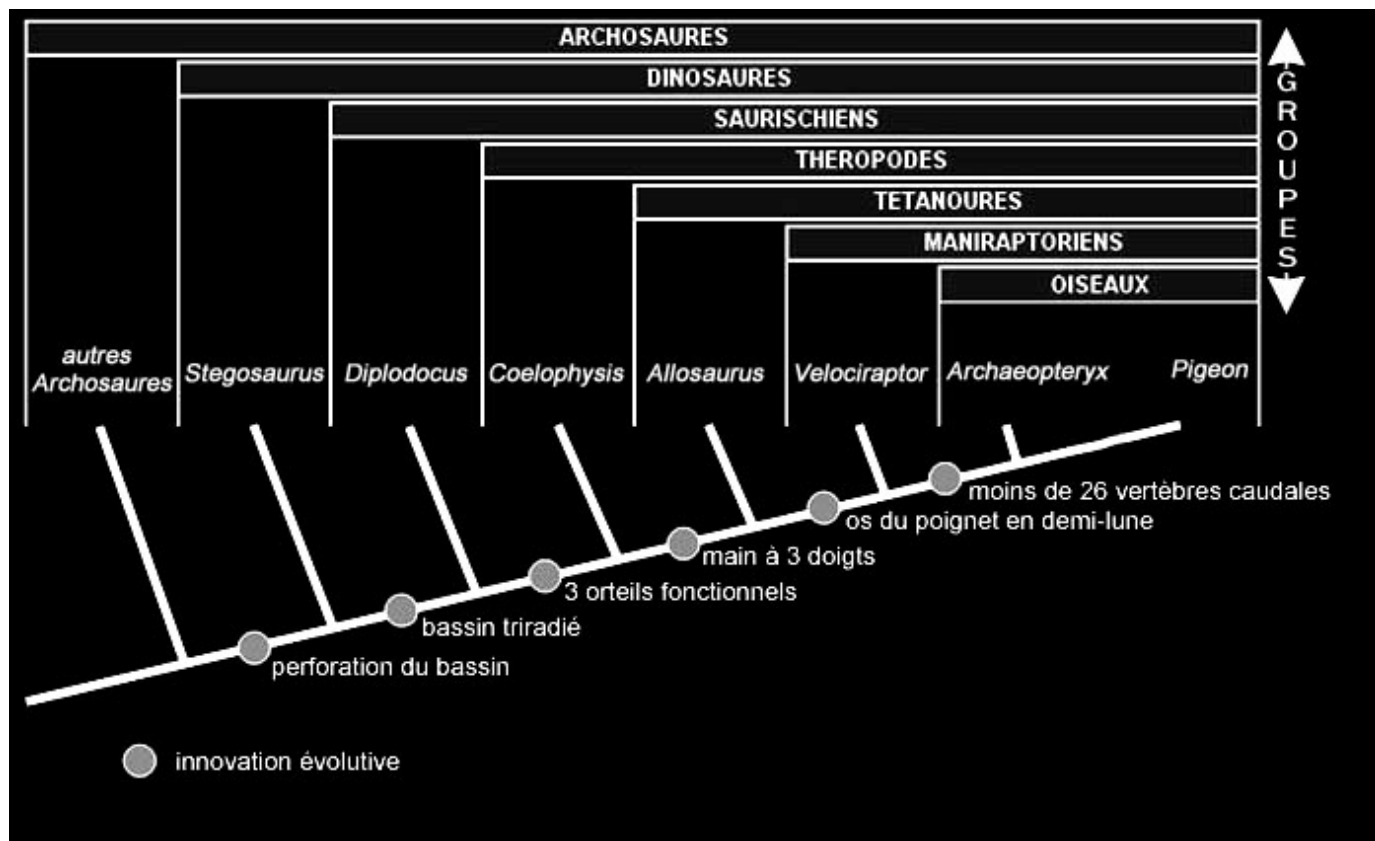 ARCHOSAURES
DINOSAURES
SAURISCHIENS
THEROPODES
TETANOURES
MANIRAPTORIENS
OISEAUX
GROUPES
autres
Archosaures
Stegosaurus
Diplodocus
Coelophysis
Allosaurus
Velociraptor
Archaeopteryx
Pigeon
moins de 26 vertèbres caudales
os du poignet en demi-lune
main à 3 doigts
3 orteils fonctionnels
bassin triradié
perforation du bassin
innovation évolutive